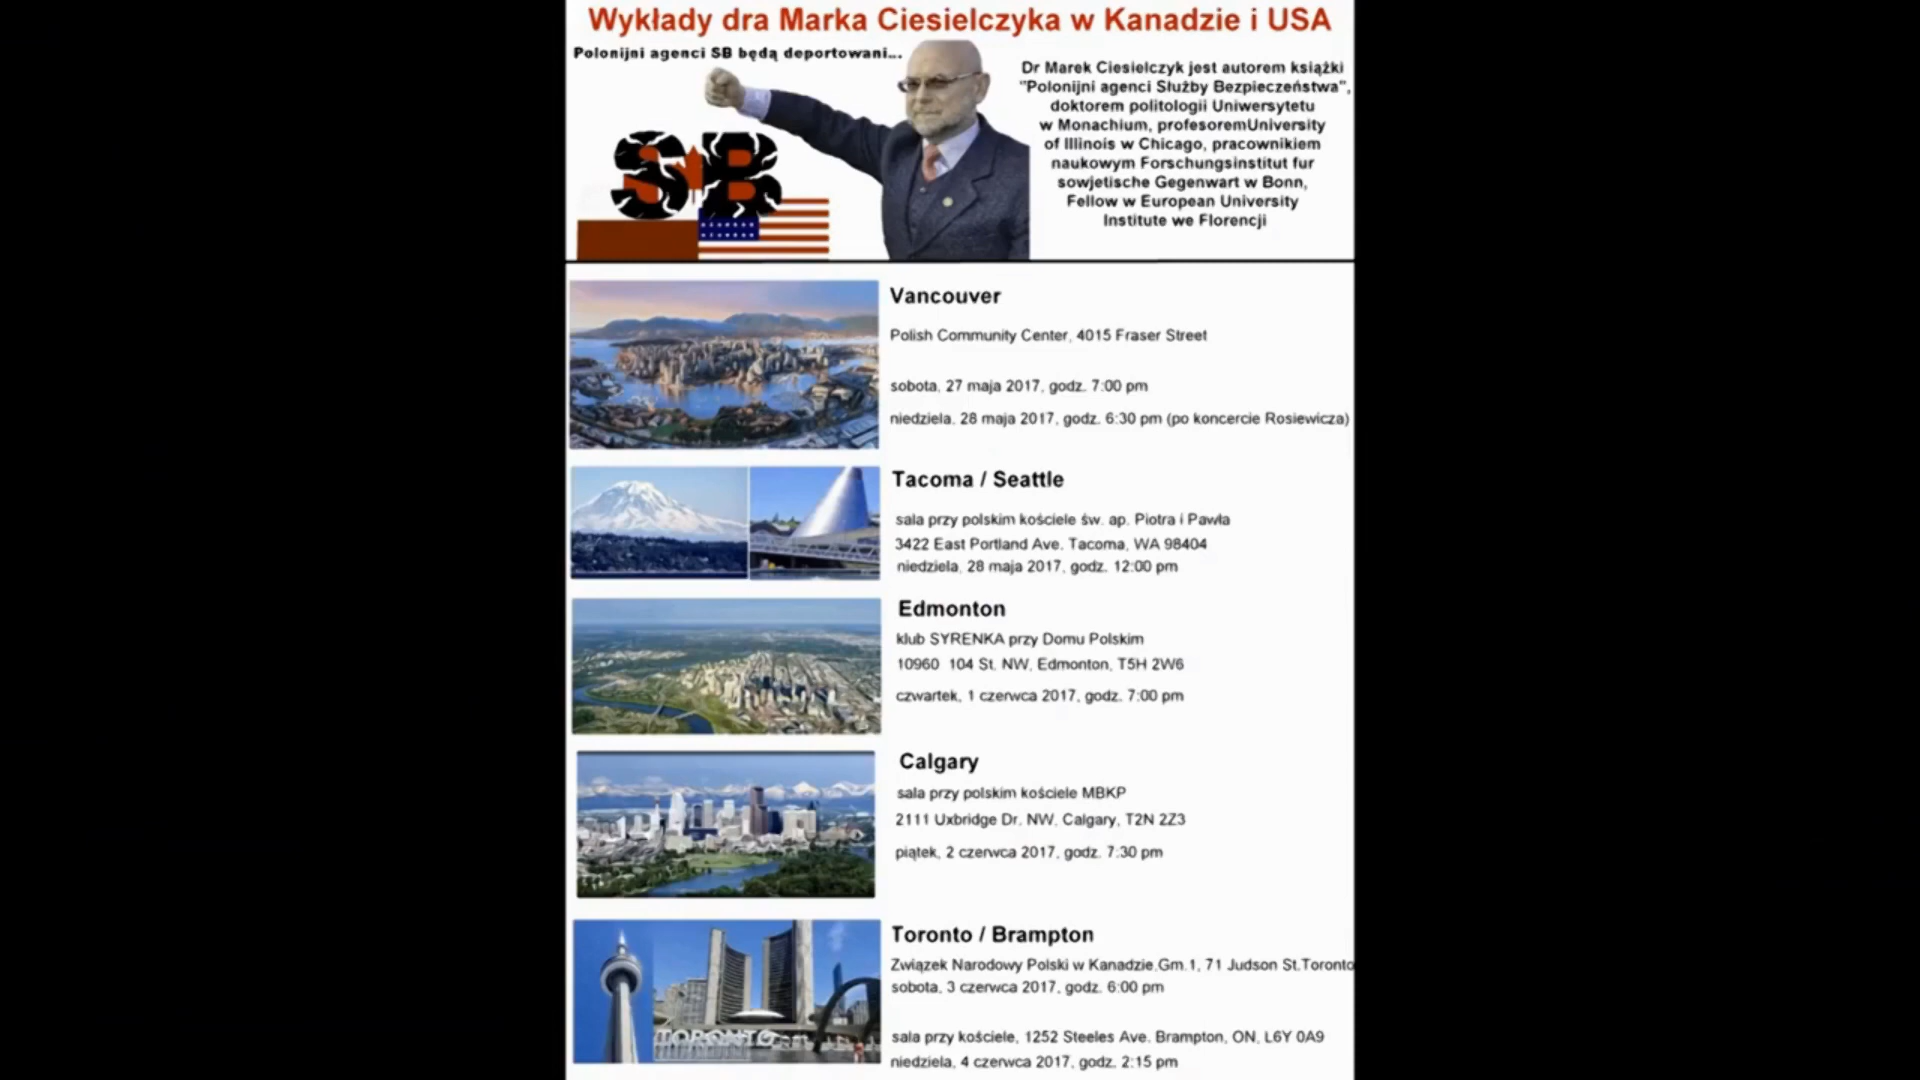 Wykłady dra Marka Ciesielczyka w Kanadzie i USA
Polonijni agenci SB będą deportowani...
Dr Marek Ciesielczyk jest autorem książki
"Polonijni agenci Służby Bezpieczeństwa",
doktorem politologii Uniwersytetu
w Monachium, profesoremUniversity
of Illinois w Chicago, pracownikiem
naukowym Forschungsinstitut fur
sowjetische Gegenwart w Bonn,
Fellow w European University
Institute we Florencji
SB
Vancouver
Polish Community Center, 4015 Fraser Street
sobota, 27 maja 2017, godz. 7:00 pm
niedziela, 28 maja 2017, godz. 6:30 pm (po koncercie Rosiewicza)
Tacoma / Seattle
sala przy polskim kościele św. ap. Piotra i Pawła
3422 East Portland Ave. Tacoma, WA 98404
niedziela, 28 maja 2017, godz. 12:00 pm
Edmonton
klub SYRENKA przy Domu Polskim
10960 104 St. NW, Edmonton, T5H 2W6
czwartek, 1 czerwca 2017, godz. 7:00 pm
Calgary
sala przy polskim kościele MBKP
2111 Uxbridge Dr. NW, Calgary, T2N 2Z3
piątek, 2 czerwca 2017, godz. 7:30 pm
Toronto / Brampton
Związek Narodowy Polski w Kanadzie,Gm.1, 71 Judson St.Toronto
sobota, 3 czerwca 2017, godz. 6:00 pm
TORONTO
sala przy kościele, 1252 Steeles Ave. Brampton, ON, L6Y 0A9
niedziela, 4 czerwca 2017, godz. 2:15 pm